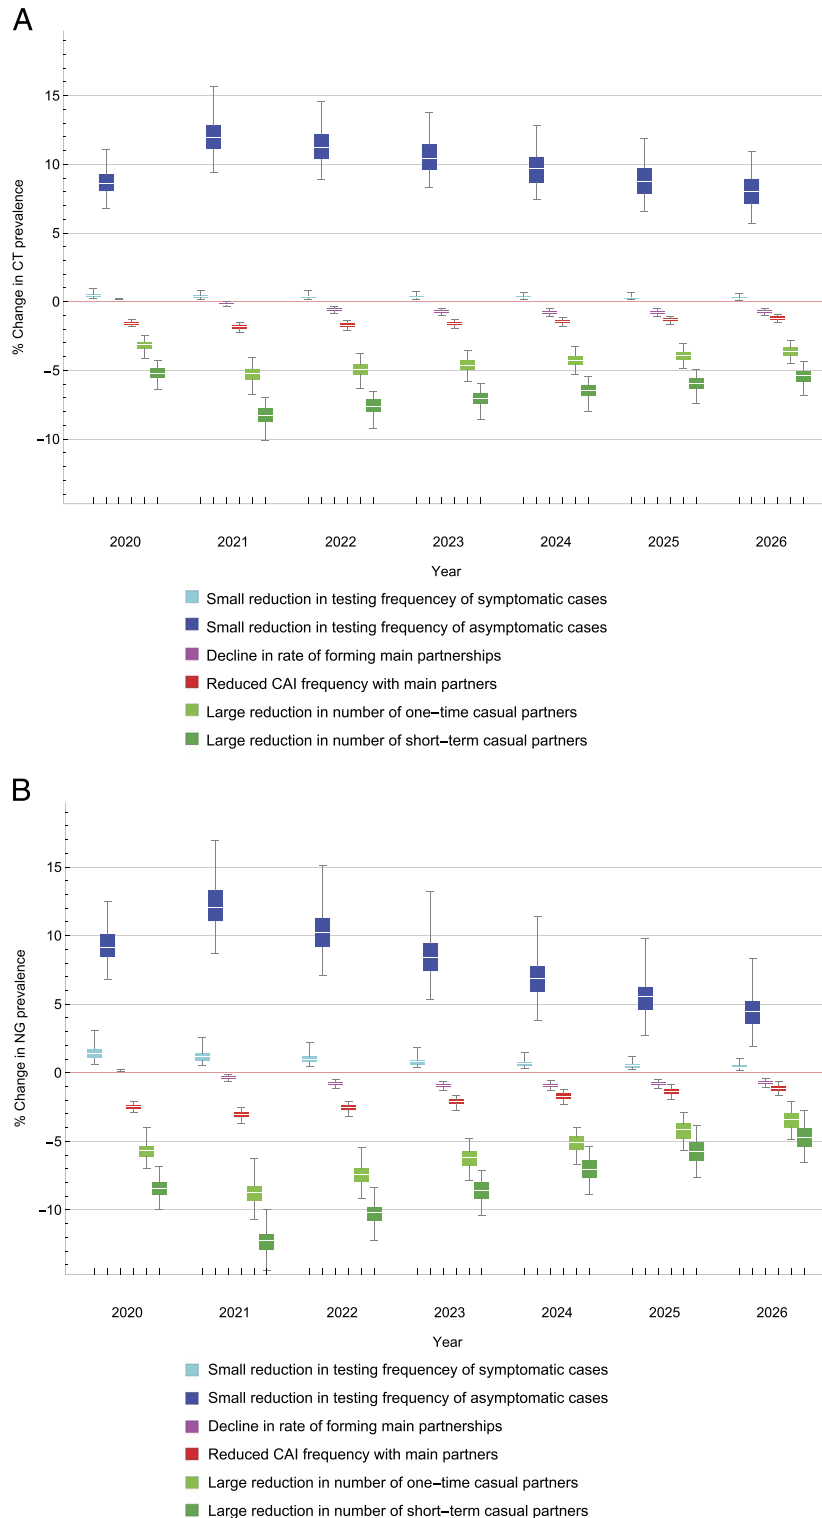 A
% Change in CT prevalence
15
10
5
0
−5
−10
2020 2021 2022 2023 2024 2025 2026
Year
Small reduction in testing frequencey of symptomatic cases
Small reduction in testing frequency of asymptomatic cases
Decline in rate of forming main partnerships
Reduced CAI frequency with main partners
Large reduction in number of one−time casual partners
Large reduction in number of short−term casual partners
B
% Change in NG prevalence
15
10
5
0
−5
−10
2020 2021 2022 2023 2024 2025 2026
Year
Small reduction in testing frequencey of symptomatic cases
Small reduction in testing frequency of asymptomatic cases
Decline in rate of forming main partnerships
Reduced CAI frequency with main partners
Large reduction in number of one−time casual partners
Large reduction in number of short−term casual partners